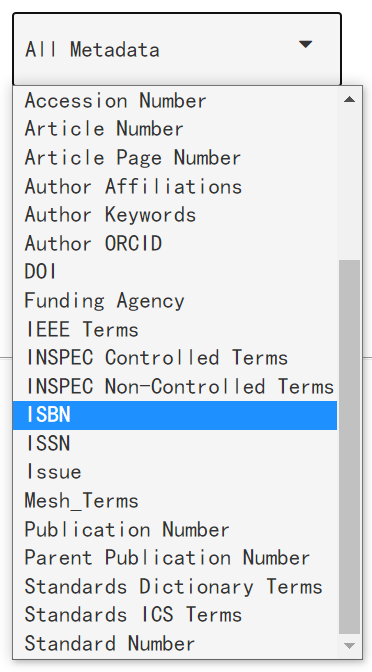 All Metadata
Accession Number
Article Number
Article Page Number
Author Affiliations
Author Keywords
Author ORCID
DOI
Funding Agency
IEEE Terms
INSPEC Controlled Terms
INSPEC Non-Controlled Terms
ISBN
ISSN
Issue
Mesh_Terms
Publication Number
Parent Publication Number
Standards Dictionary Terms
Standards ICS Terms
Standard Number